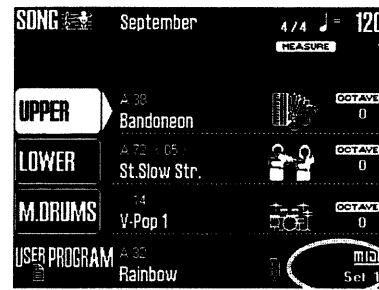 SONG September 4/4 ♩= 120
MEASURE
UPPER A 38 OCTAVE
Bandoneon 0
LOWER A 72 - 05 OCTAVE
St.Slow Str. 0
M.DRUMS 14 OCTAVE
V-Pop 1 0
USER PROGRAM A 32 MIDI
Rainbow Set 1